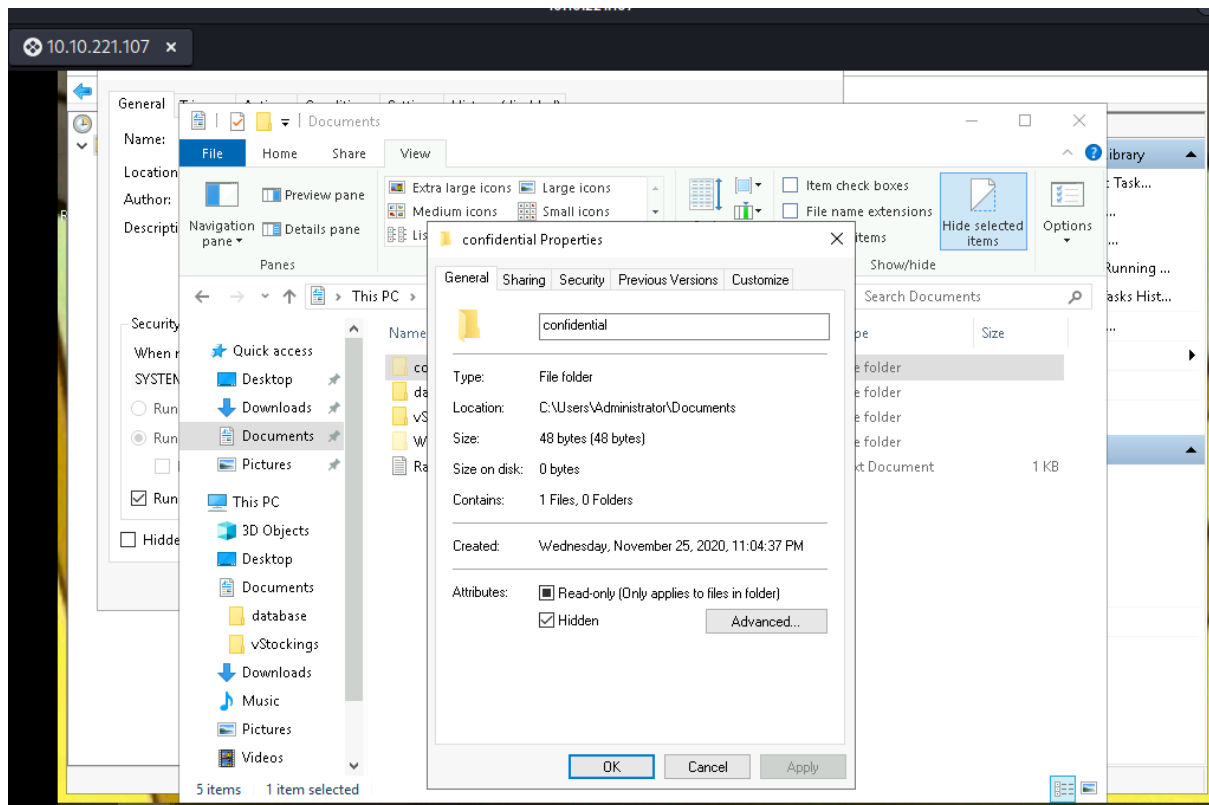 10.10.221.107 ×
General
Name:
Location
Author:
Descripti
Security
When r
SYSTEM
Run
Run
Run
Hidde
Documents
File Home Share View
Navigation pane
Preview pane
Details pane
Panes
Extra large icons Large icons
Medium icons Small icons
Lis
Item check boxes
File name extensions
items
Hide selected
items
Show/hide
Options
This PC
Search Documents
Name
pe Size
co e folder
da e folder
vS e folder
W e folder
Ra xt Document 1 KB
Quick access
Desktop
Downloads
Documents
Pictures
This PC
3D Objects
Desktop
Documents
database
vStockings
Downloads
Music
Pictures
Videos
5 items 1 item selected
confidential Properties
General Sharing Security Previous Versions Customize
confidential
Type: File folder
Location: C:\Users\Administrator\Documents
Size: 48 bytes (48 bytes)
Size on disk: 0 bytes
Contains: 1 Files, 0 Folders
Created: Wednesday, November 25, 2020, 11:04:37 PM
Attributes: Read-only (Only applies to files in folder)
Hidden
Advanced...
OK Cancel Apply
ibrary
Task...
...
...
Running ...
asks Hist...
...